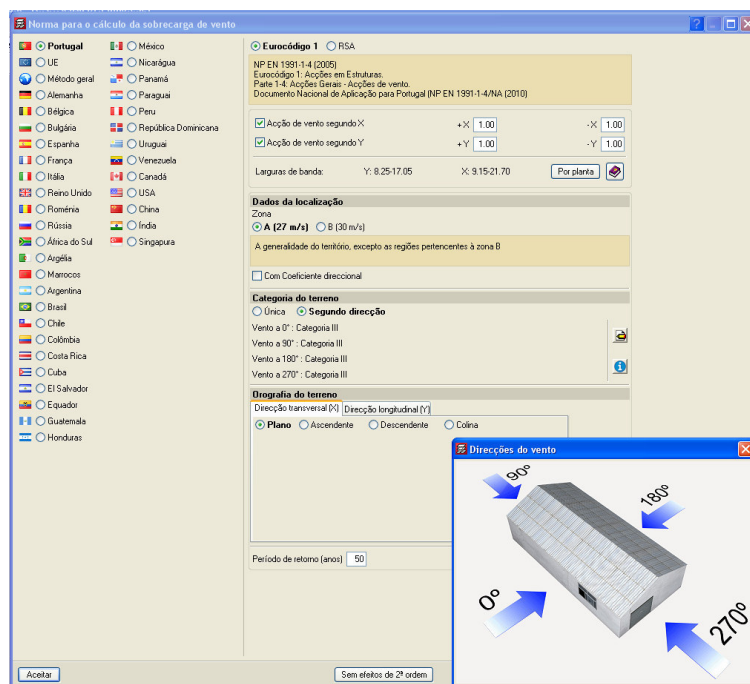 Norma para o cálculo da sobrecarga de vento
Portugal
UE
Método geral
Alemanha
Bélgica
Bulgária
Espanha
França
Itália
Reino Unido
Roménia
Rússia
África do Sul
Argélia
Marrocos
Argentina
Brasil
Chile
Colômbia
Costa Rica
Cuba
El Salvador
Equador
Guatemala
Honduras
México
Nicarágua
Panamá
Paraguai
Peru
República Dominicana
Uruguai
Venezuela
Canadá
USA
China
Índia
Singapura
Eurocódigo 1 RSA
NP EN 1991-1-4 (2005)
Eurocódigo 1: Acções em Estruturas.
Parte 1-4: Acções Gerais - Acções de vento.
Documento Nacional de Aplicação para Portugal (NP EN 1991-1-4/NA (2010)
Acção de vento segundo X +X 1.00 -X 1.00
Acção de vento segundo Y +Y 1.00 -Y 1.00
Larguras de banda: Y: 8.25-17.05 X: 9.15-21.70 Por planta
Dados da localização
Zona
A (27 m/s) B (30 m/s)
A generalidade do território, excepto as regiões pertencentes à zona B
Com Coeficiente direccional
Categoria do terreno
Única Segundo direcção
Vento a 0° : Categoria III
Vento a 90° : Categoria III
Vento a 180° : Categoria III
Vento a 270° : Categoria III
Orografia do terreno
Direcção transversal (X) Direcção longitudinal (Y)
Plano Ascendente Descendente Colina
Período de retorno (anos) 50
Direcções do vento
90º
180º
0º
270º
Aceitar
Sem efeitos de 2ª ordem